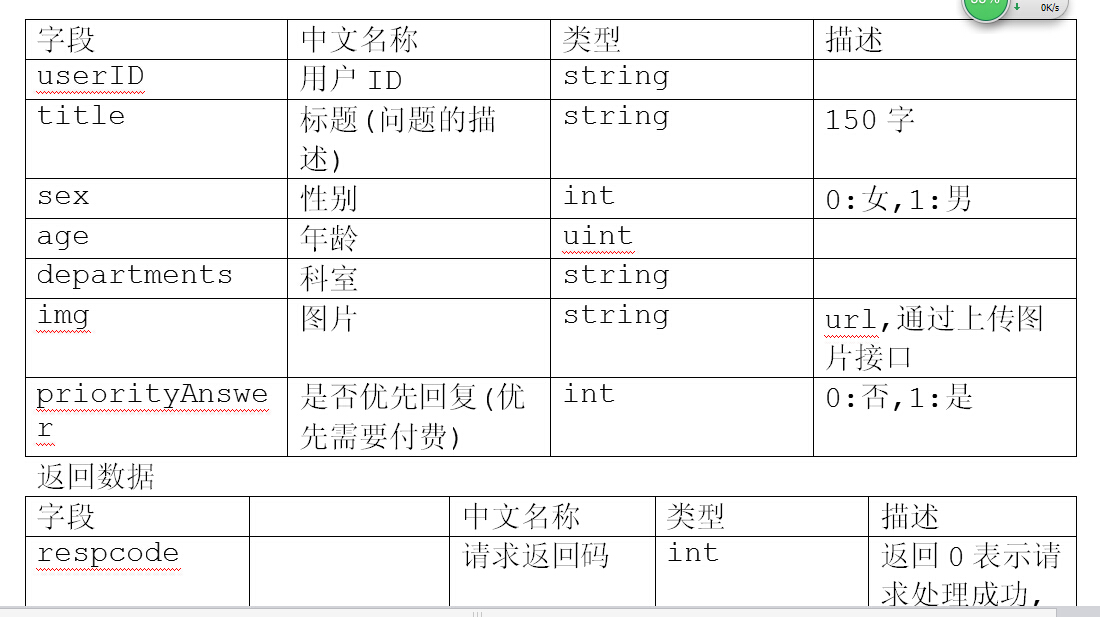 字段 中文名称 类型 描述
userID 用户 ID string
title 标题(问题的描 string 150 字
述)
sex 性别 int 0:女,1:男
age 年龄 uint
departments 科室 string
img 图片 string url,通过上传图
片接口
priorityAnswe 是否优先回复(优 int 0:否,1:是
r 先需要付费)
返回数据
字段 中文名称 类型 描述
respcode 请求返回码 int 返回 0 表示请
求处理成功,
0K/s